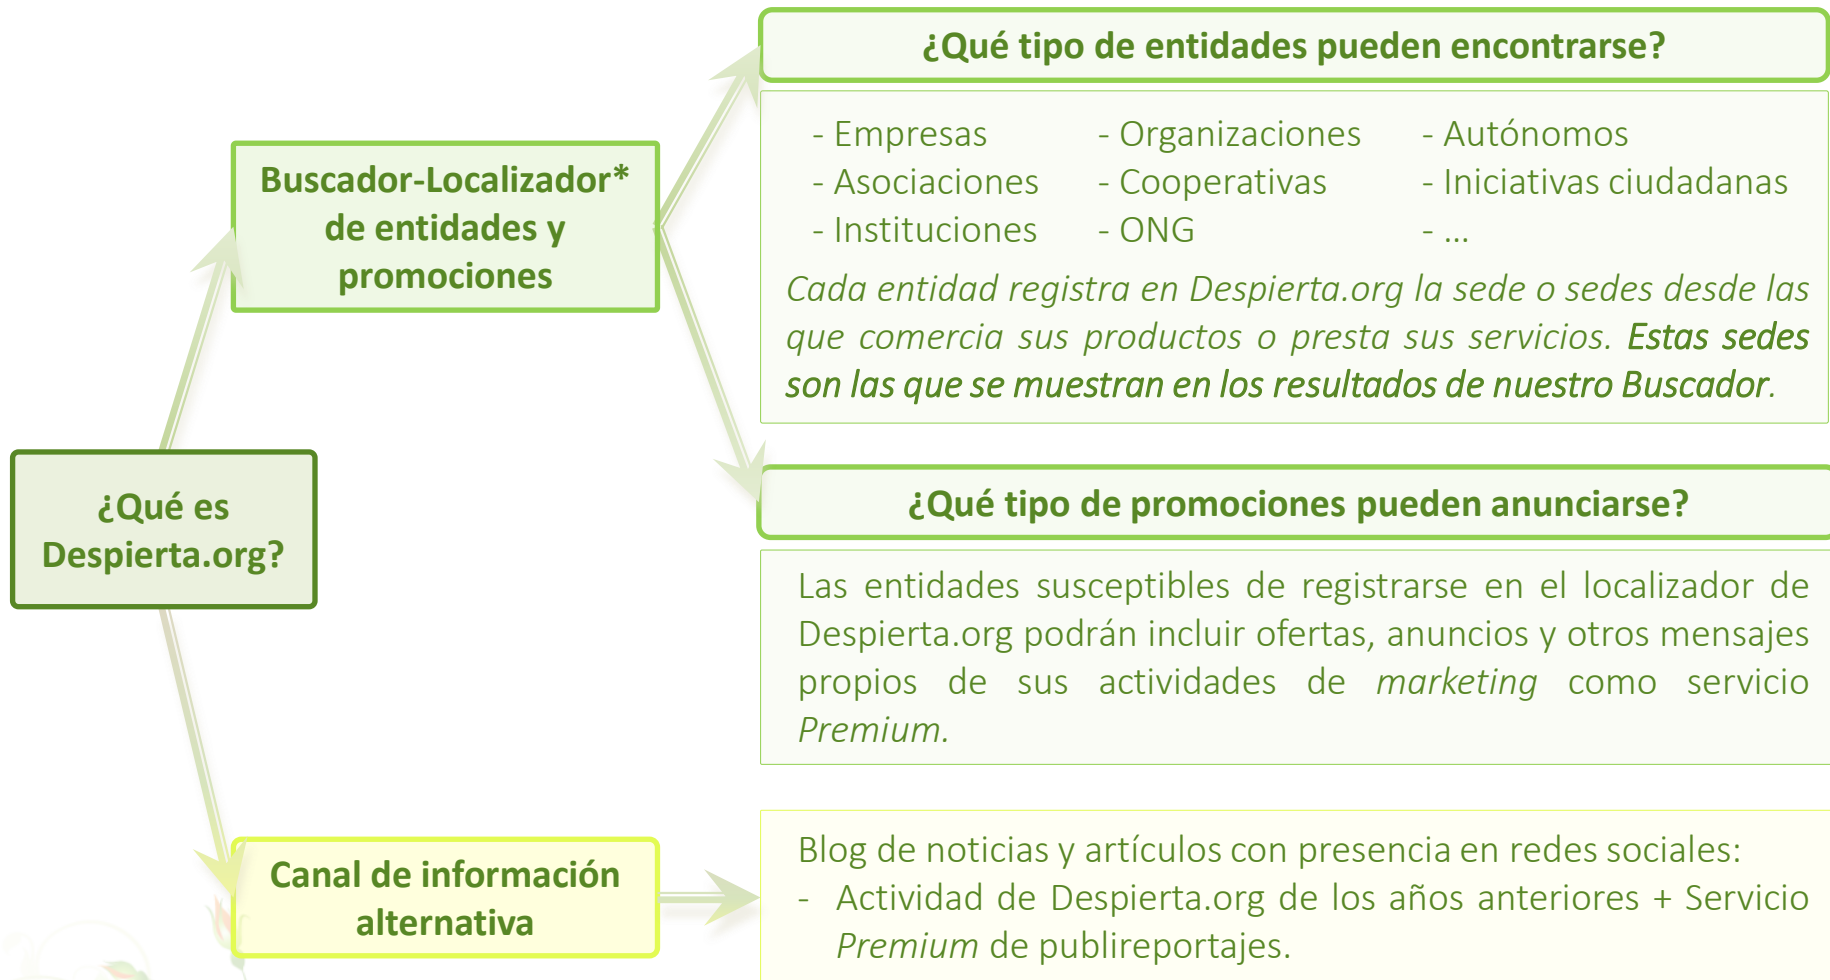 ¿Qué tipo de entidades pueden encontrarse?
- Empresas - Organizaciones - Autónomos
- Asociaciones - Cooperativas - Iniciativas ciudadanas
- Instituciones - ONG - ...
Cada entidad registra en Despierta.org la sede o sedes desde las
que comercia sus productos o presta sus servicios. Estas sedes
son las que se muestran en los resultados de nuestro Buscador.
Buscador-Localizador*
de entidades y
promociones
¿Qué es
Despierta.org?
¿Qué tipo de promociones pueden anunciarse?
Las entidades susceptibles de registrarse en el localizador de
Despierta.org podrán incluir ofertas, anuncios y otros mensajes
propios de sus actividades de marketing como servicio
Premium.
Canal de información
alternativa
Blog de noticias y artículos con presencia en redes sociales:
- Actividad de Despierta.org de los años anteriores + Servicio
Premium de publireportajes.